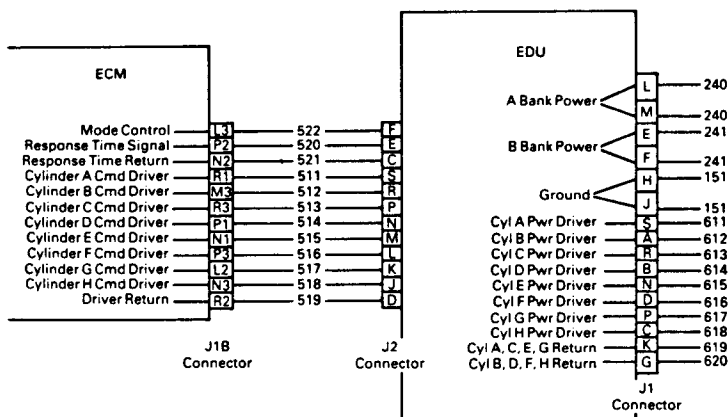 ECM
EDU
Mode Control L3 522 F
Response Time Signal P2 520 E
Response Time Return N2 521 C
Cylinder A Cmd Driver R1 511 S
Cylinder B Cmd Driver M3 512 R
Cylinder C Cmd Driver R3 513 P
Cylinder D Cmd Driver P1 514 N
Cylinder E Cmd Driver N1 515 M
Cylinder F Cmd Driver P3 516 L
Cylinder G Cmd Driver L2 517 K
Cylinder H Cmd Driver N3 518 J
Driver Return R2 519 D
J1B
Connector
J2
Connector
A Bank Power
L 240
M 240
B Bank Power
E 241
F 241
Ground
H 151
J 151
Cyl A Pwr Driver S 611
Cyl B Pwr Driver A 612
Cyl C Pwr Driver R 613
Cyl D Pwr Driver B 614
Cyl E Pwr Driver N 615
Cyl F Pwr Driver D 616
Cyl G Pwr Driver P 617
Cyl H Pwr Driver C 618
Cyl A, C, E, G Return K 619
Cyl B, D, F, H Return G 620
J1
Connector